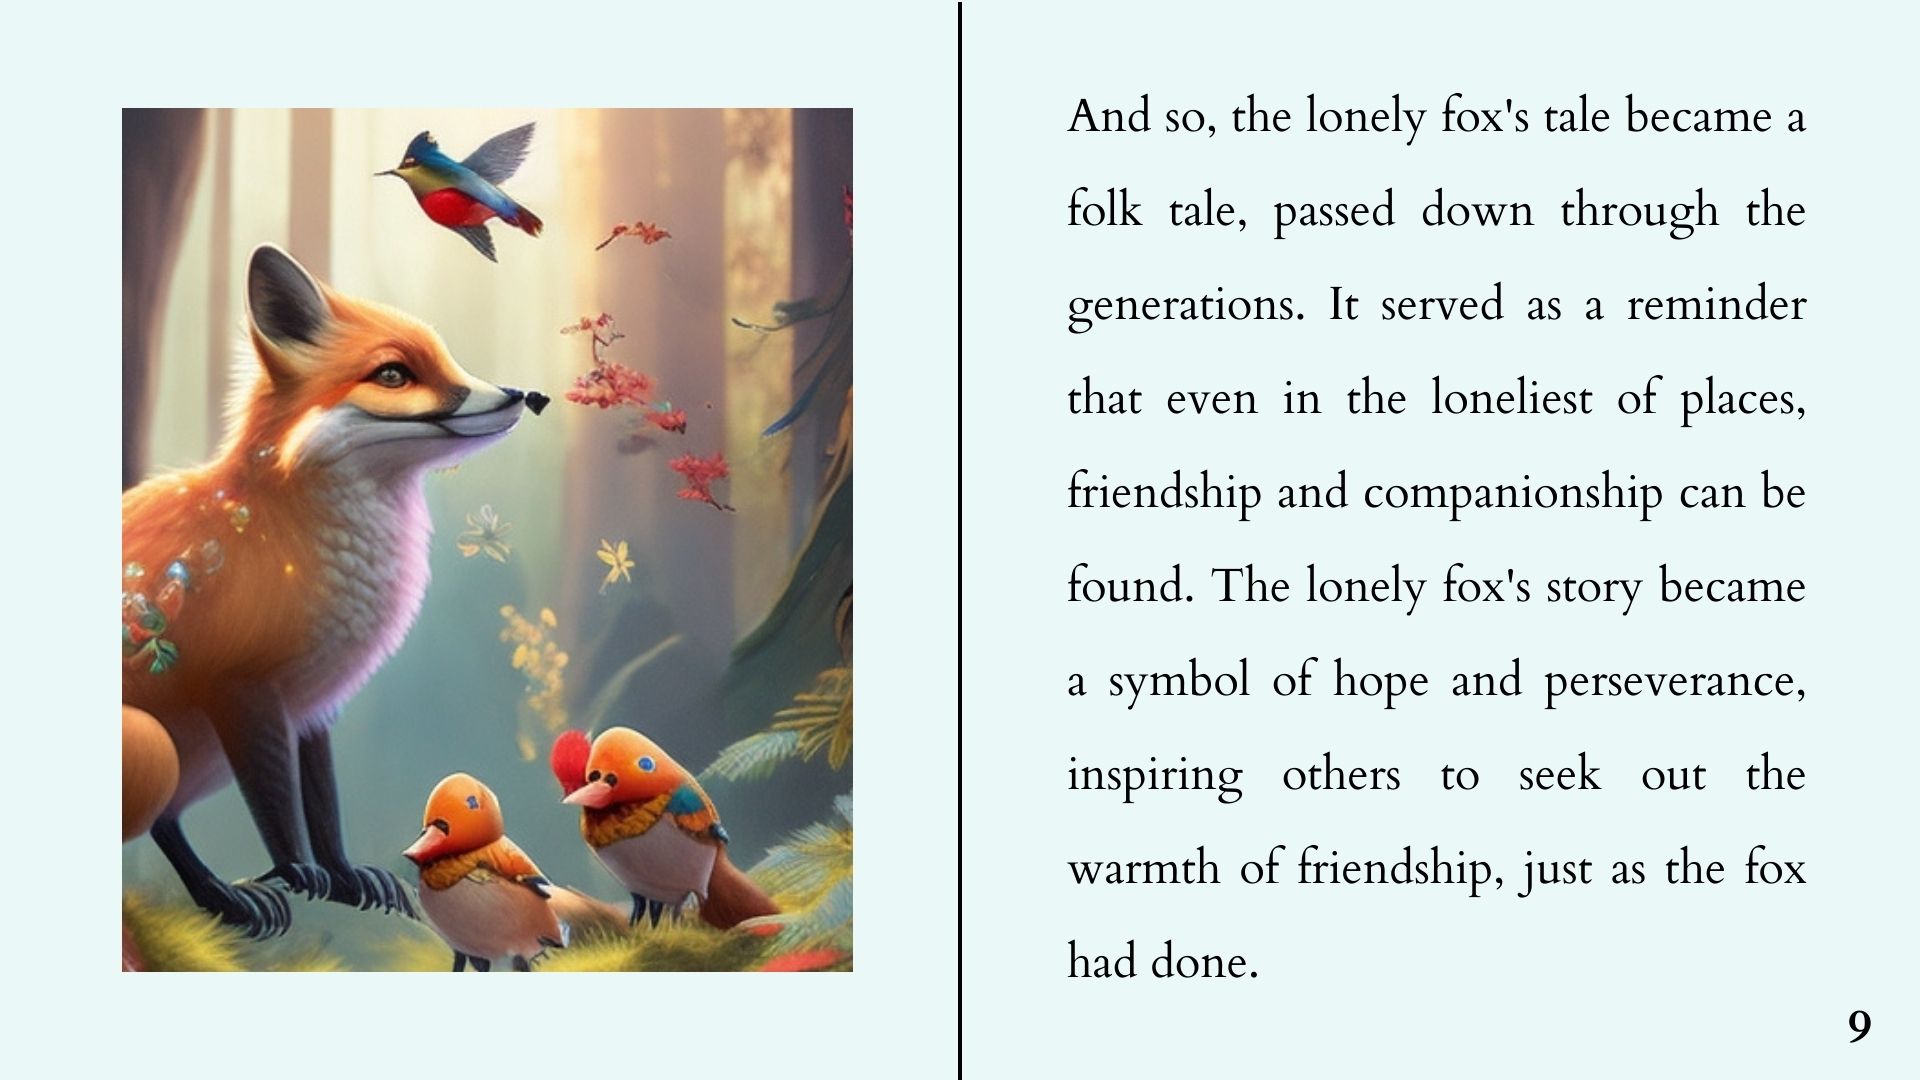 And so, the lonely fox's tale became a
folk tale, passed down through the
generations. It served as a reminder
that even in the loneliest of places,
friendship and companionship can be
found. The lonely fox's story became
a symbol of hope and perseverance,
inspiring others to seek out the
warmth of friendship, just as the fox
had done.
9